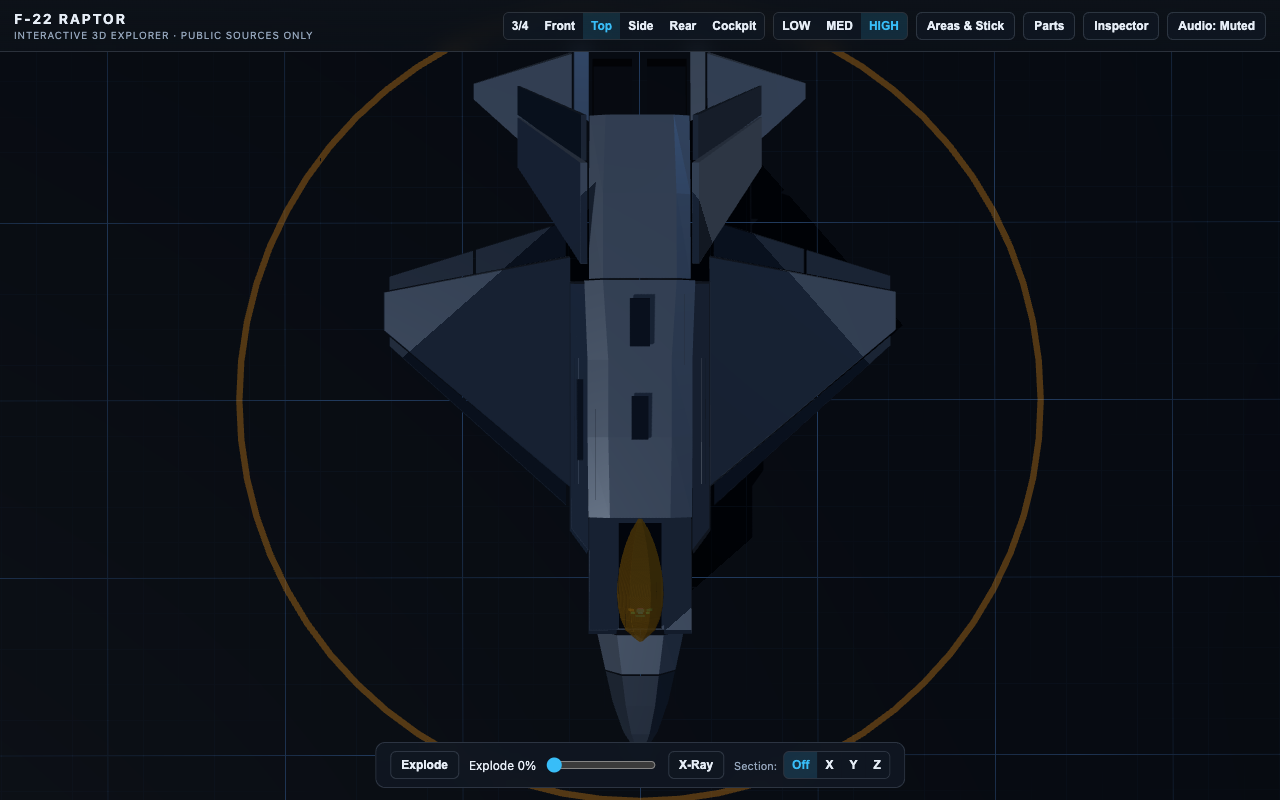 F-22 RAPTOR
INTERACTIVE 3D EXPLORER · PUBLIC SOURCES ONLY
3/4 Front Top Side Rear Cockpit LOW MED HIGH Areas & Stick Parts Inspector Audio: Muted
Explode Explode 0% X-Ray Section: Off X Y Z